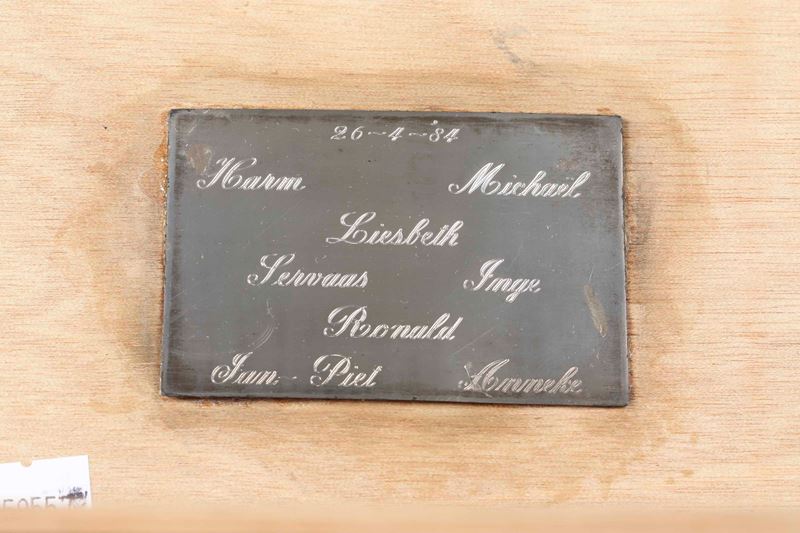 26-4-'84
Harm Michaël
Liesbeth
Servaas Inge
Ronald
Jan-Piet Anneke